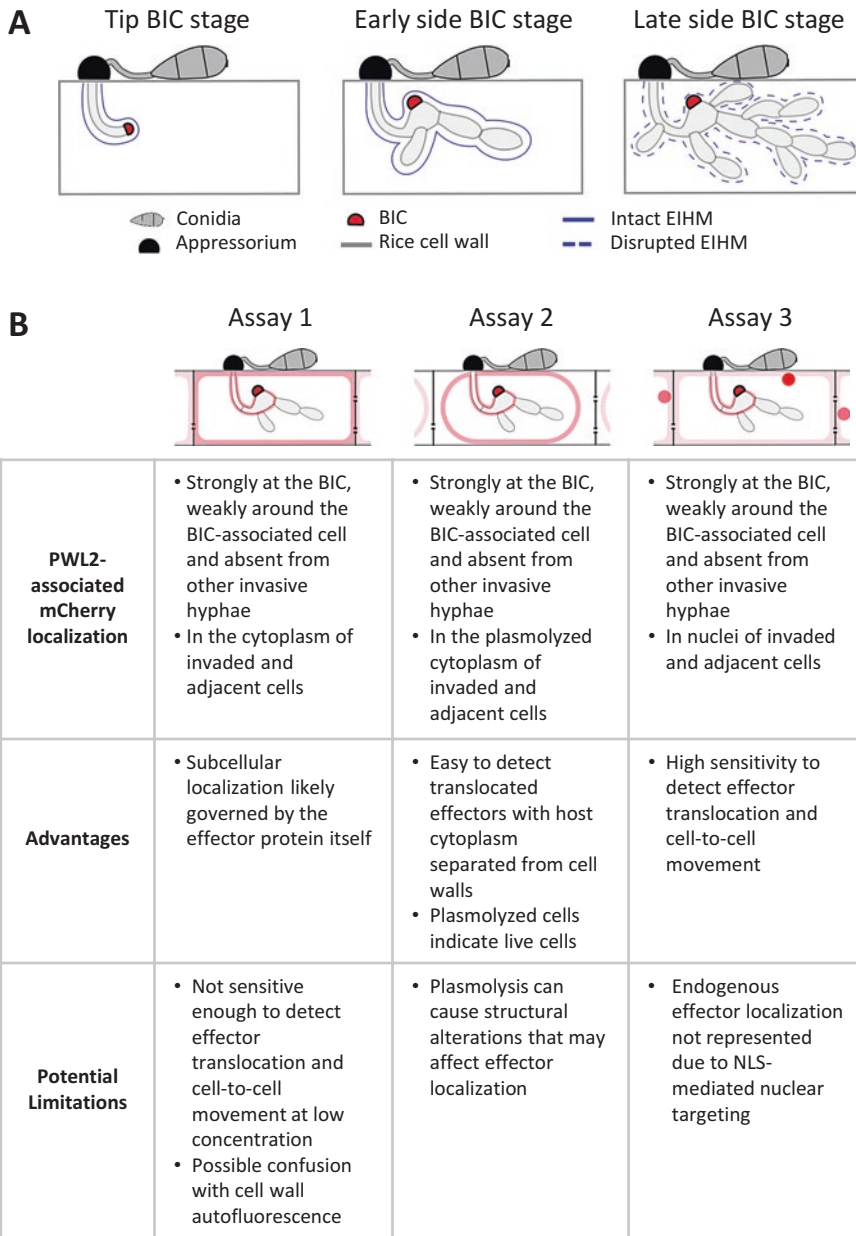 A
Tip BIC stage
Early side BIC stage
Late side BIC stage
Conidia
BIC
Intact EIHM
Appressorium
Rice cell wall
Disrupted EIHM
B
Assay 1
Assay 2
Assay 3
PWL2-
associated
mCherry
localization
• Strongly at the BIC,
weakly around the
BIC-associated cell
and absent from
other invasive
hyphae
• In the cytoplasm of
invaded and
adjacent cells
• Strongly at the BIC,
weakly around the
BIC-associated cell
and absent from
other invasive
hyphae
• In the plasmolyzed
cytoplasm of
invaded and
adjacent cells
• Strongly at the BIC,
weakly around the
BIC-associated cell
and absent from
other invasive
hyphae
• In nuclei of invaded
and adjacent cells
Advantages
• Subcellular
localization likely
governed by the
effector protein itself
• Easy to detect
translocated
effectors with host
cytoplasm
separated from cell
walls
• Plasmolyzed cells
indicate live cells
• High sensitivity to
detect effector
translocation and
cell-to-cell
movement
Potential
Limitations
• Not sensitive
enough to detect
effector
translocation and
cell-to-cell
movement at low
concentration
• Possible confusion
with cell wall
autofluorescence
• Plasmolysis can
cause structural
alterations that may
affect effector
localization
• Endogenous
effector localization
not represented
due to NLS-
mediated nuclear
targeting